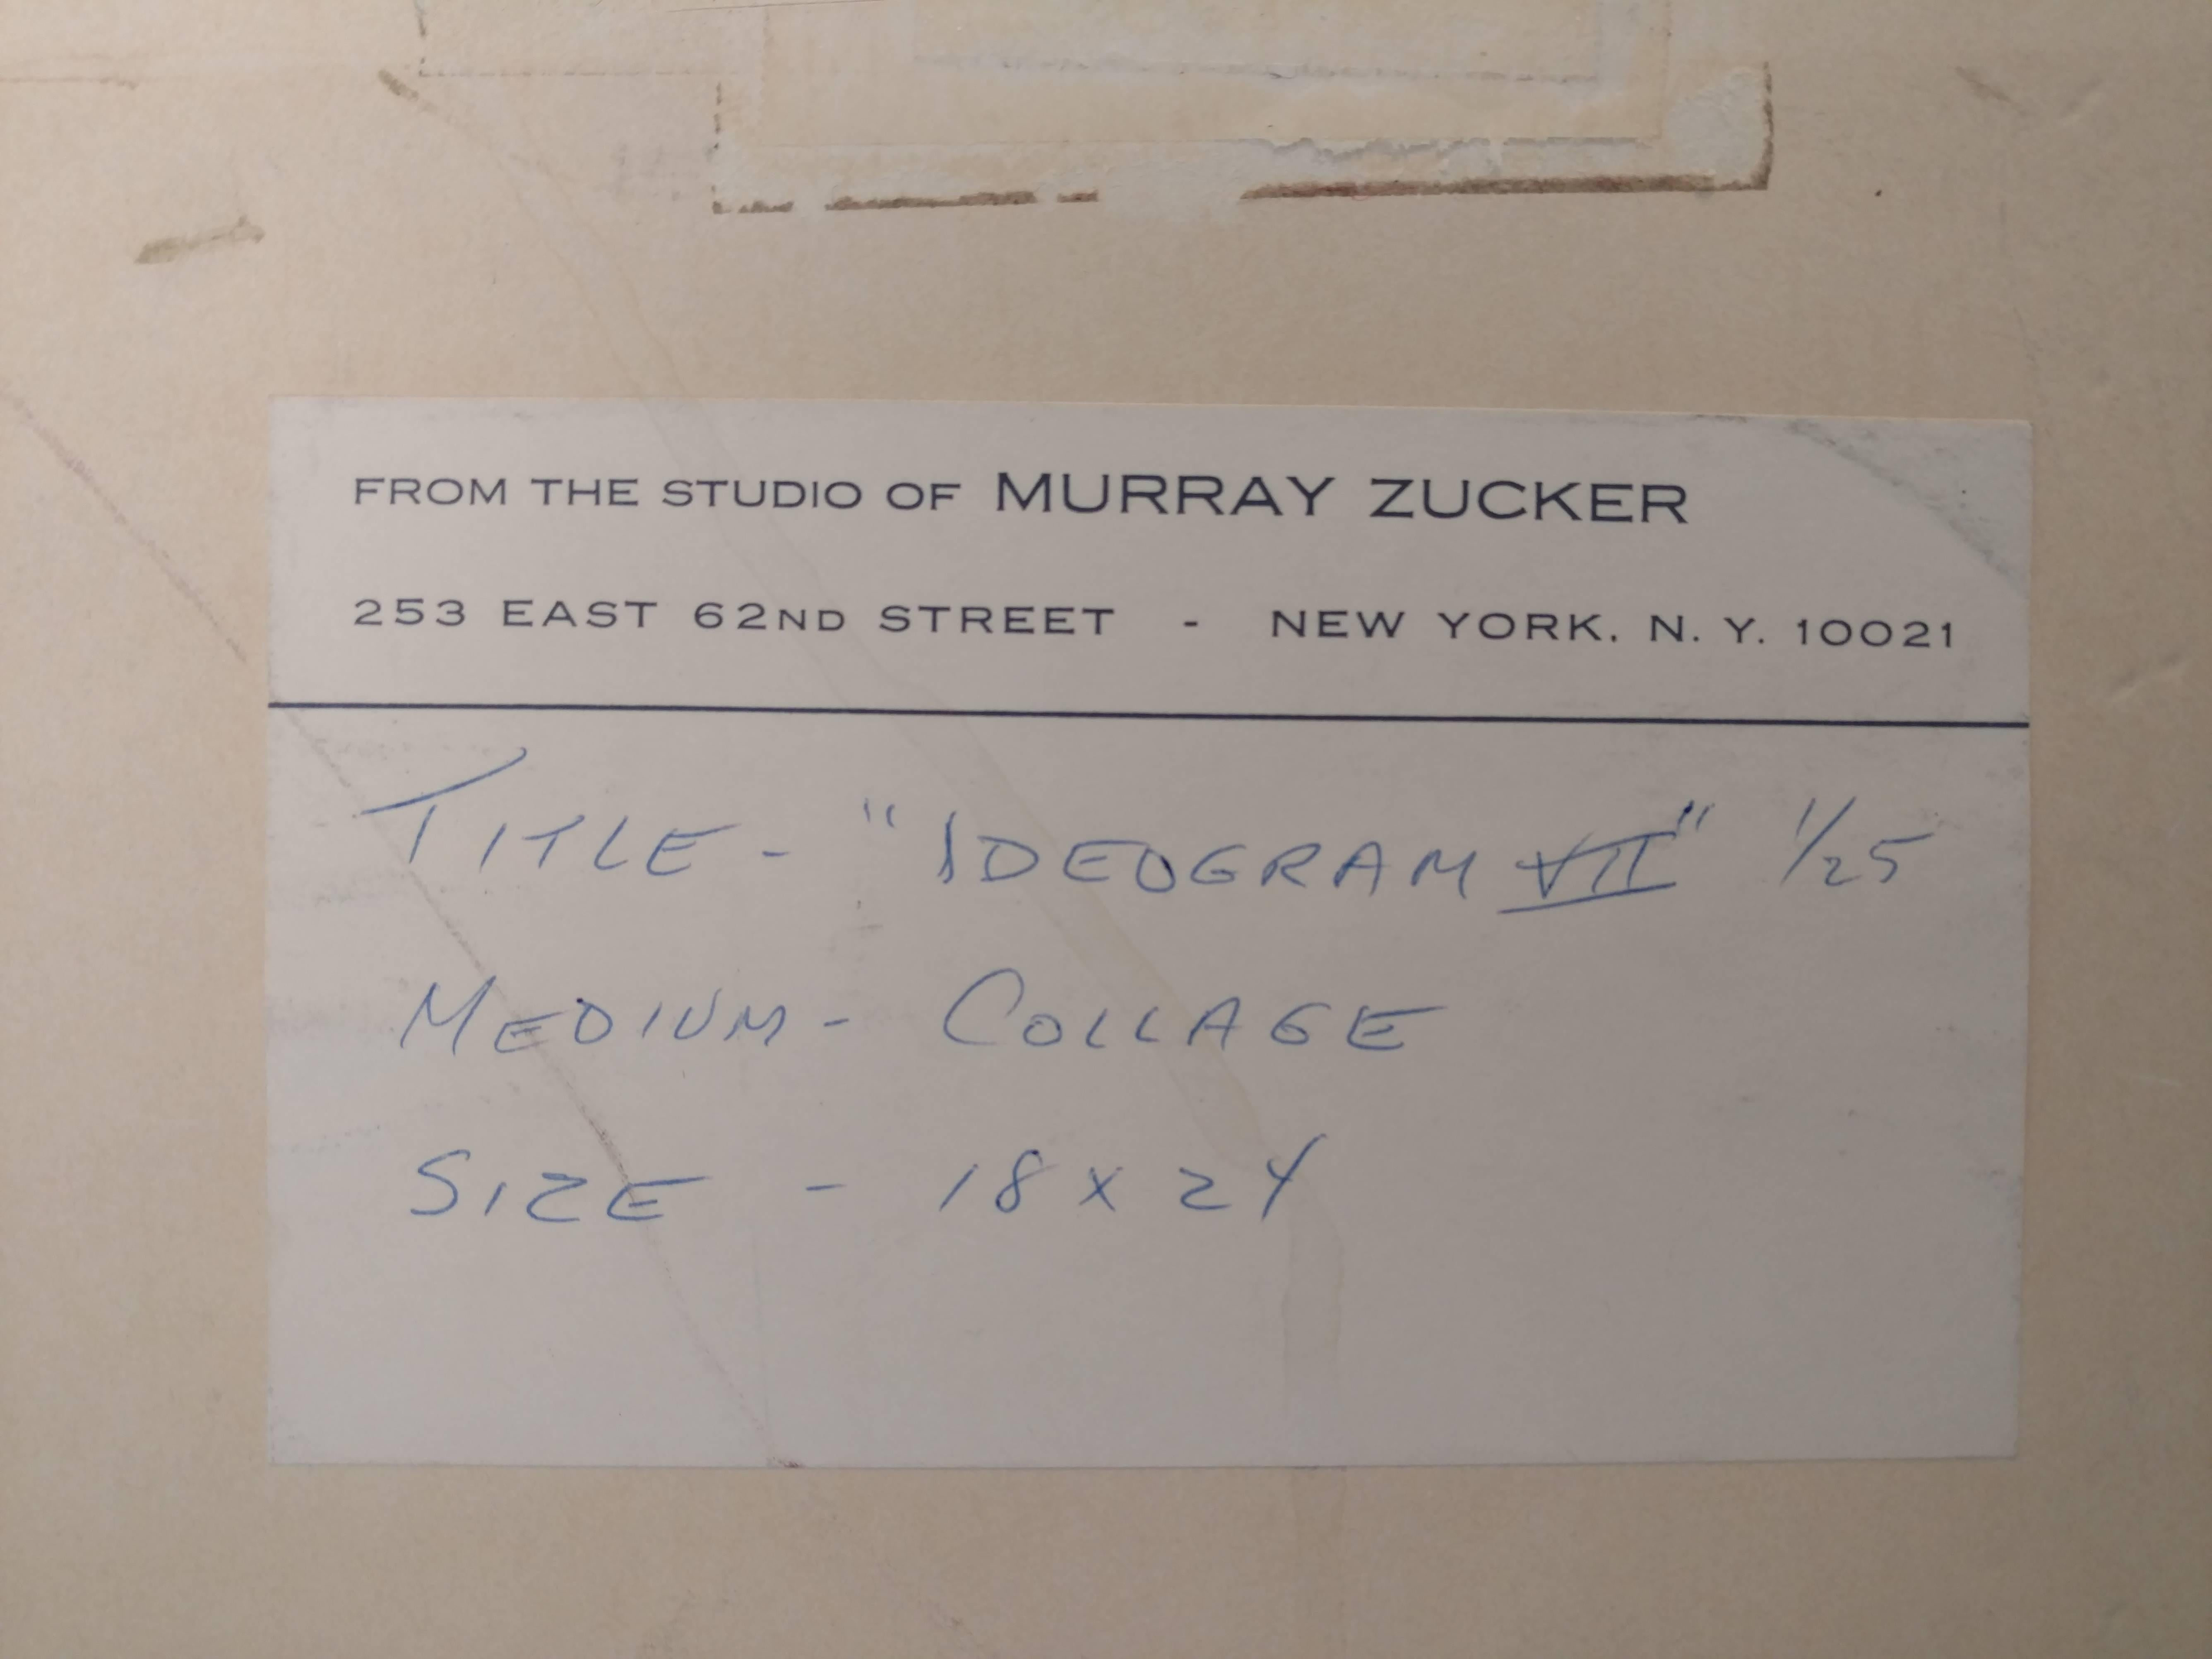 FROM THE STUDIO OF MURRAY ZUCKER
253 EAST 62ND STREET - NEW YORK, N. Y. 10021
TITLE - "IDEOGRAM VII" 1/25
MEDIUM - COLLAGE
SIZE - 18 x 24